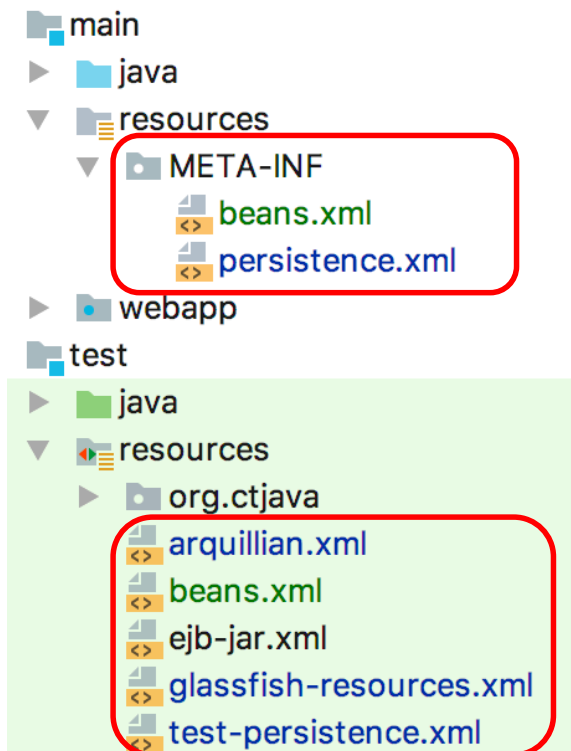 main
java
resources
META-INF
beans.xml
persistence.xml
webapp
test
java
resources
org.ctjava
arquillian.xml
beans.xml
ejb-jar.xml
glassfish-resources.xml
test-persistence.xml